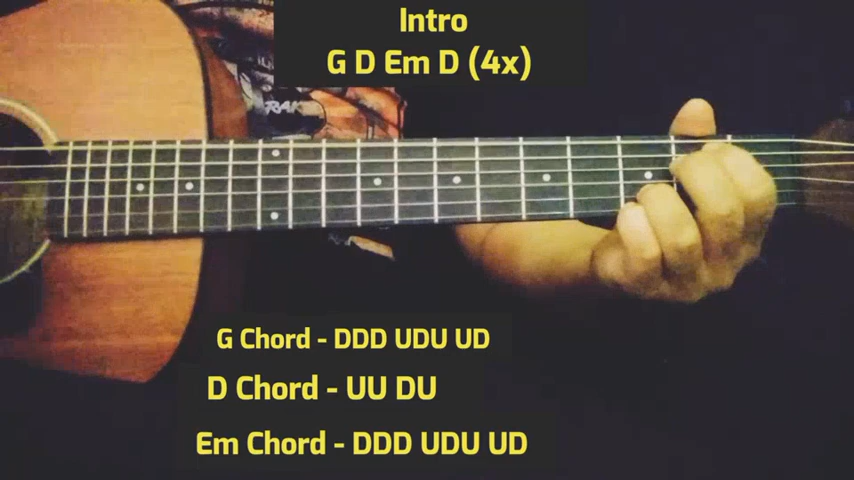 Intro
G D Em D (4x)
G Chord - DDD UDU UD
D Chord - UU DU
Em Chord - DDD UDU UD